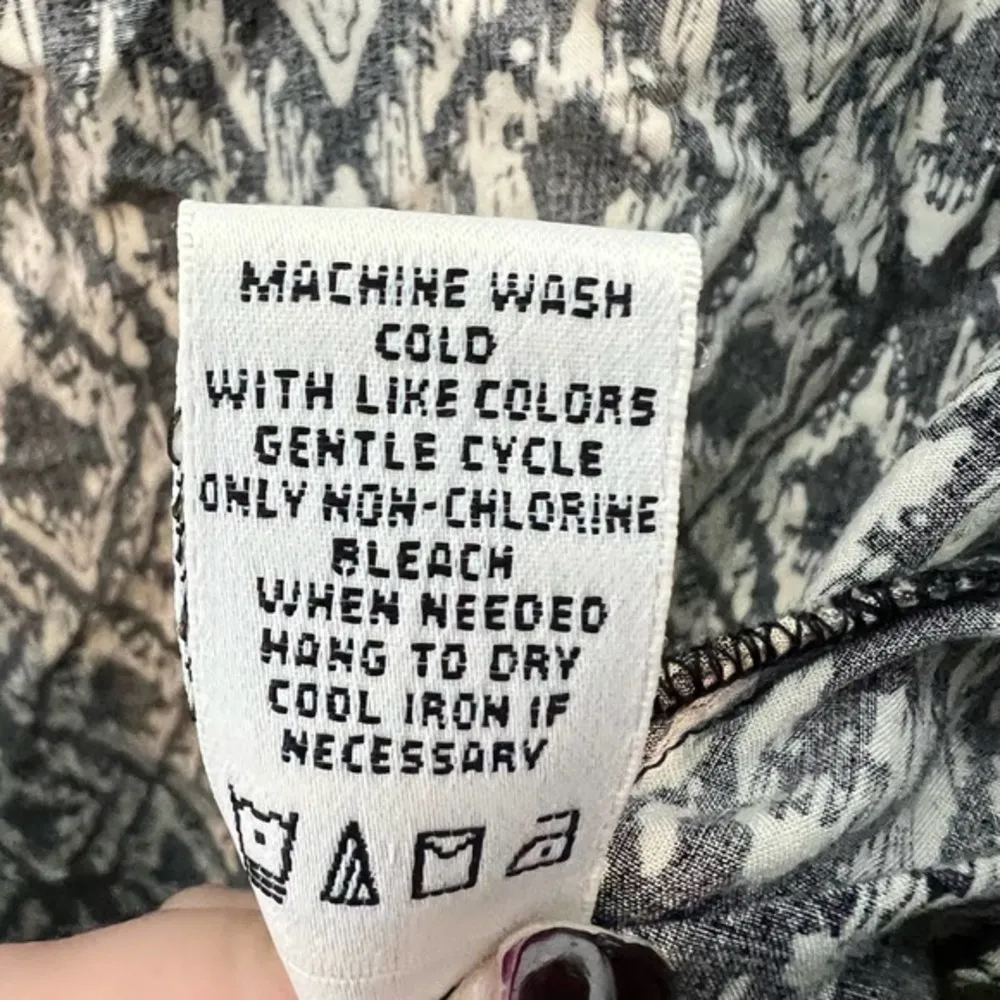 MACHINE WASH
COLD
WITH LIKE COLORS
GENTLE CYCLE
ONLY NON-CHLORINE
BLEACH
WHEN NEEDED
HANG TO DRY
COOL IRON IF
NECESSARY